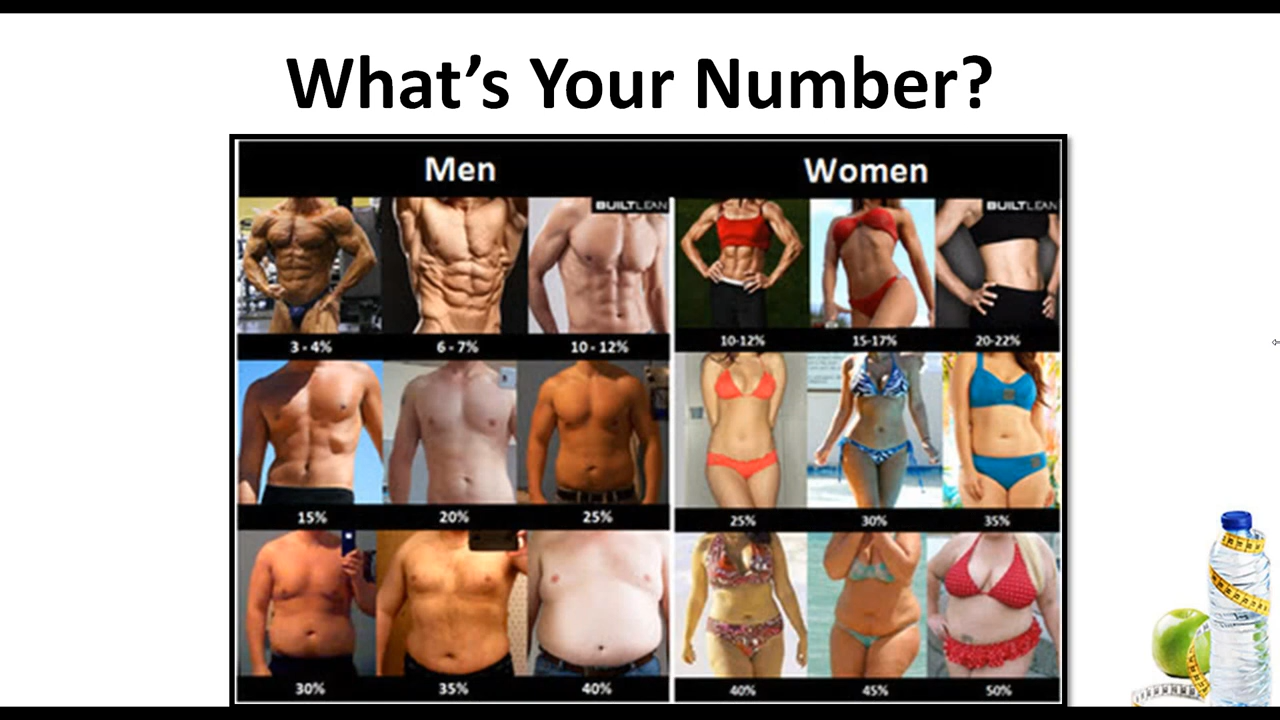 What's Your Number?
Men
Women
BUILTLEAN
BUILTLEAN
3 - 4%
6 - 7%
10 - 12%
10-12%
15-17%
20-22%
15%
20%
25%
25%
30%
35%
30%
35%
40%
40%
45%
50%